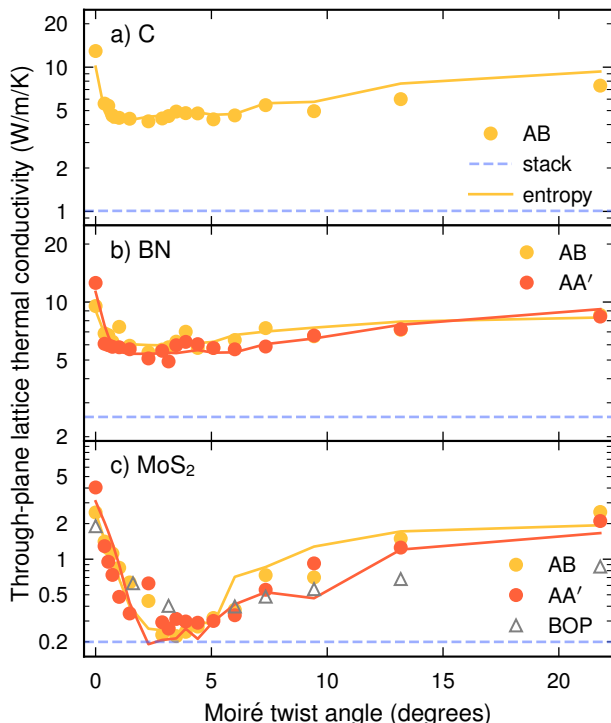 Through-plane lattice thermal conductivity (W/m/K)
a) C
20
10
5
2
1
AB
stack
entropy
b) BN
20
10
5
2
AB
AA′
c) MoS₂
5
2
1
0.5
0.2
AB
AA′
BOP
0 5 10 15 20
Moiré twist angle (degrees)